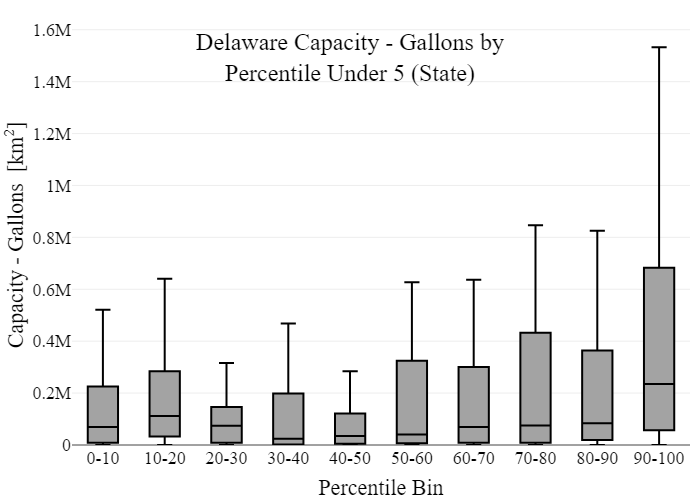 Delaware Capacity - Gallons by
Percentile Under 5 (State)
Capacity - Gallons [km²]
1.6M
1.4M
1.2M
1M
0.8M
0.6M
0.4M
0.2M
0
0-10 10-20 20-30 30-40 40-50 50-60 60-70 70-80 80-90 90-100
Percentile Bin